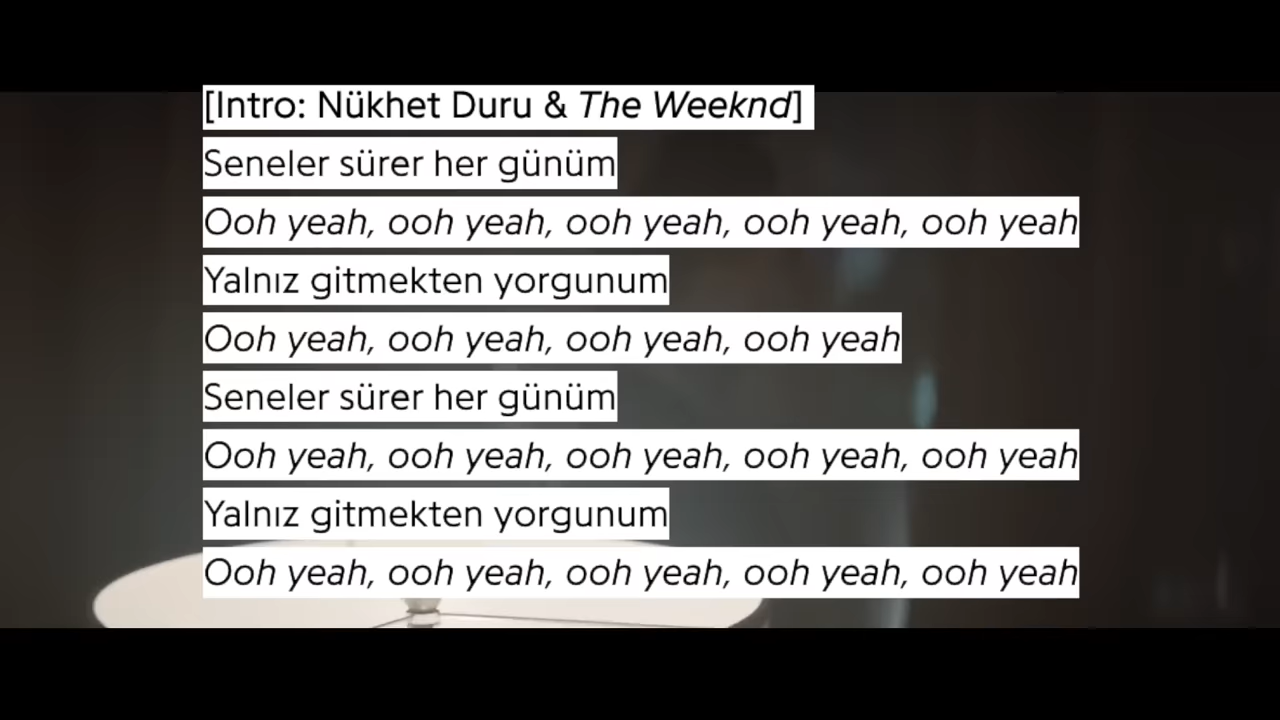 [Intro: Nükhet Duru & The Weeknd]
Seneler sürer her günüm
Ooh yeah, ooh yeah, ooh yeah, ooh yeah, ooh yeah
Yalnız gitmekten yorgunum
Ooh yeah, ooh yeah, ooh yeah, ooh yeah
Seneler sürer her günüm
Ooh yeah, ooh yeah, ooh yeah, ooh yeah, ooh yeah
Yalnız gitmekten yorgunum
Ooh yeah, ooh yeah, ooh yeah, ooh yeah, ooh yeah